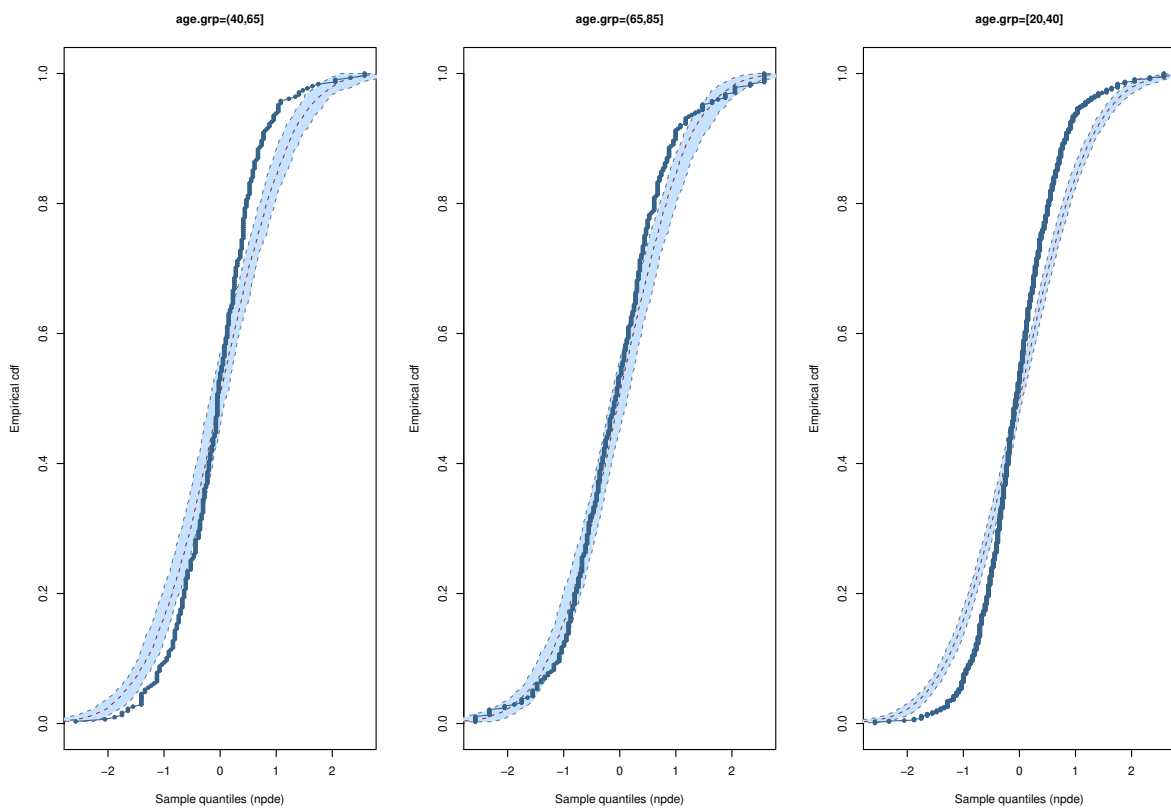 age.grp=(40,65]
Empirical cdf
1.0
0.8
0.6
0.4
0.2
0.0
−2 −1 0 1 2
Sample quantiles (npde)
age.grp=(65,85]
Empirical cdf
1.0
0.8
0.6
0.4
0.2
0.0
−2 −1 0 1 2
Sample quantiles (npde)
age.grp=[20,40]
Empirical cdf
1.0
0.8
0.6
0.4
0.2
0.0
−2 −1 0 1 2
Sample quantiles (npde)